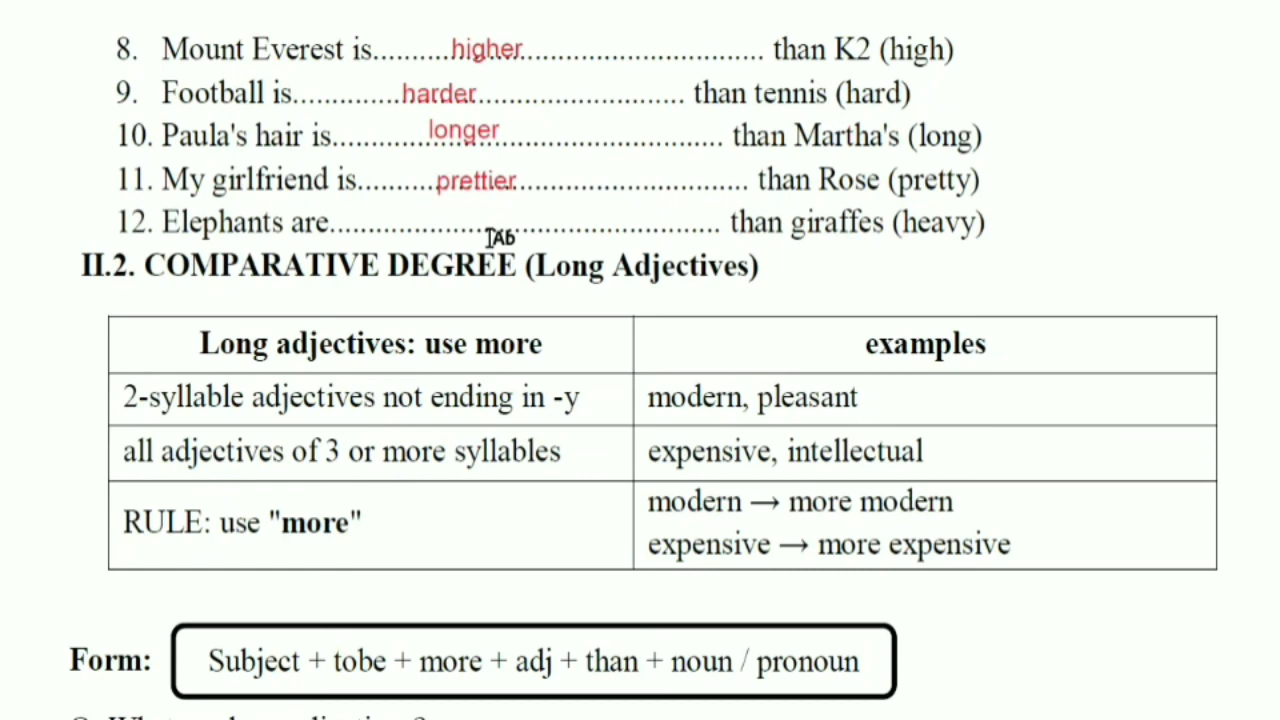 8. Mount Everest is..........higher............................... than K2 (high)
9. Football is..............harder........................... than tennis (hard)
10. Paula's hair is............longer............................. than Martha's (long)
11. My girlfriend is..........prettier.............................. than Rose (pretty)
12. Elephants are.................................................. than giraffes (heavy)
Ab
II.2. COMPARATIVE DEGREE (Long Adjectives)
Long adjectives: use more examples
2-syllable adjectives not ending in -y modern, pleasant
all adjectives of 3 or more syllables expensive, intellectual
RULE: use "more" modern → more modern
expensive → more expensive
Form: Subject + tobe + more + adj + than + noun / pronoun